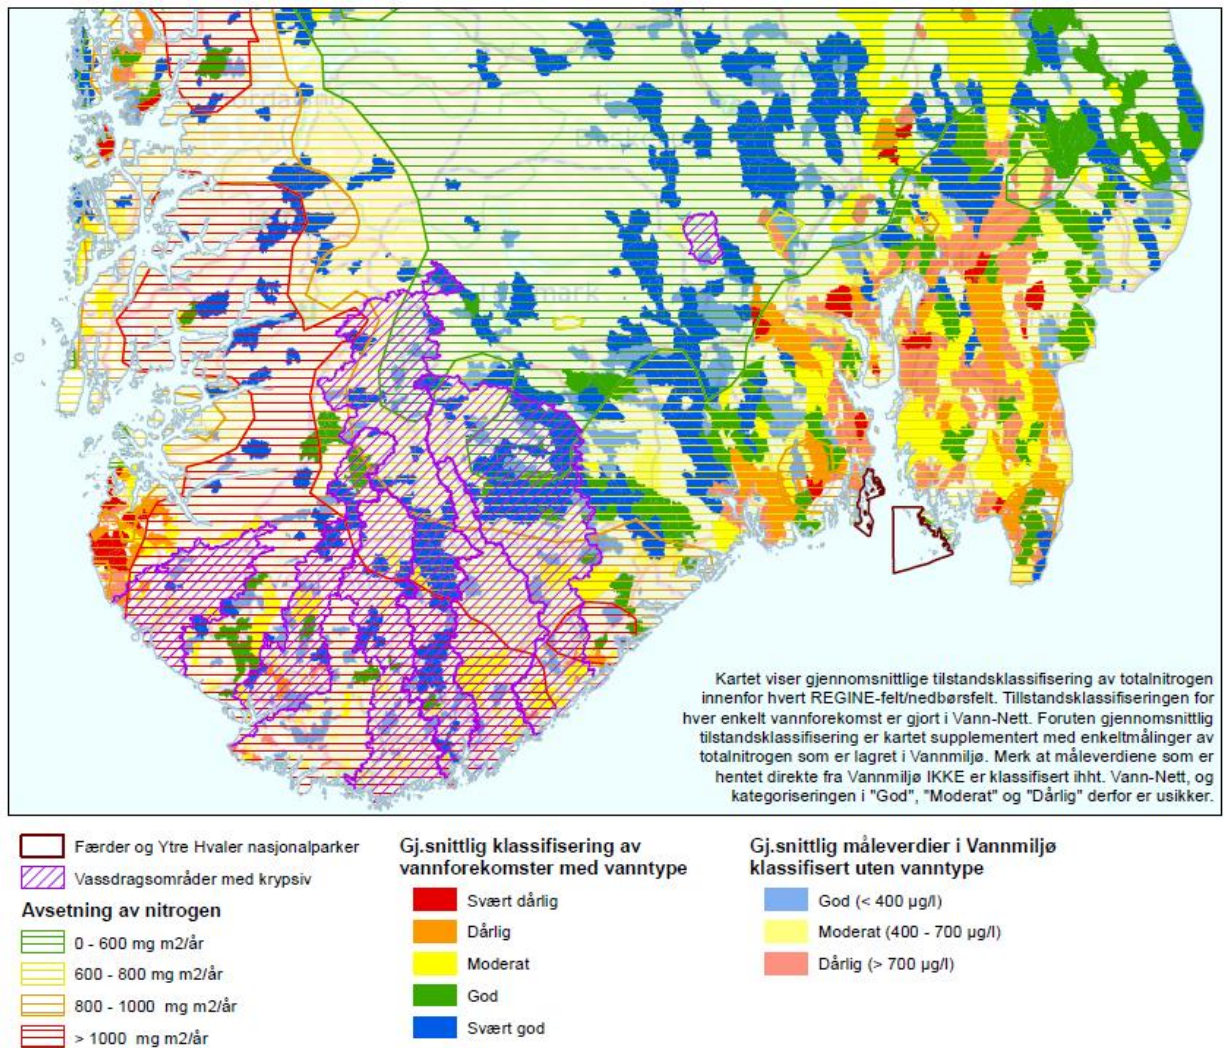 Kartet viser gjennomsnittlige tilstandsklassifisering av totalnitrogen
innenfor hvert REGINE-felt/nedbørsfelt. Tillstandsklassifiseringen for
hver enkelt vannforekomst er gjort i Vann-Nett. Foruten gjennomsnittlig
tilstandsklassifisering er kartet supplementert med enkeltmålinger av
totalnitrogen som er lagret i Vannmiljø. Merk at måleverdiene som er
hentet direkte fra Vannmiljø IKKE er klassifisert ihht. Vann-Nett, og
kategoriseringen i "God", "Moderat" og "Dårlig" derfor er usikker.
Færder og Ytre Hvaler nasjonalparker
Vassdragsområder med krypsiv
Avsetning av nitrogen
0 - 600 mg m2/år
600 - 800 mg m2/år
800 - 1000 mg m2/år
> 1000 mg m2/år
Gj.snittlig klassifisering av
vannforekomster med vanntype
Svært dårlig
Dårlig
Moderat
God
Svært god
Gj.snittlig måleverdier i Vannmiljø
klassifisert uten vanntype
God (< 400 µg/l)
Moderat (400 - 700 µg/l)
Dårlig (> 700 µg/l)